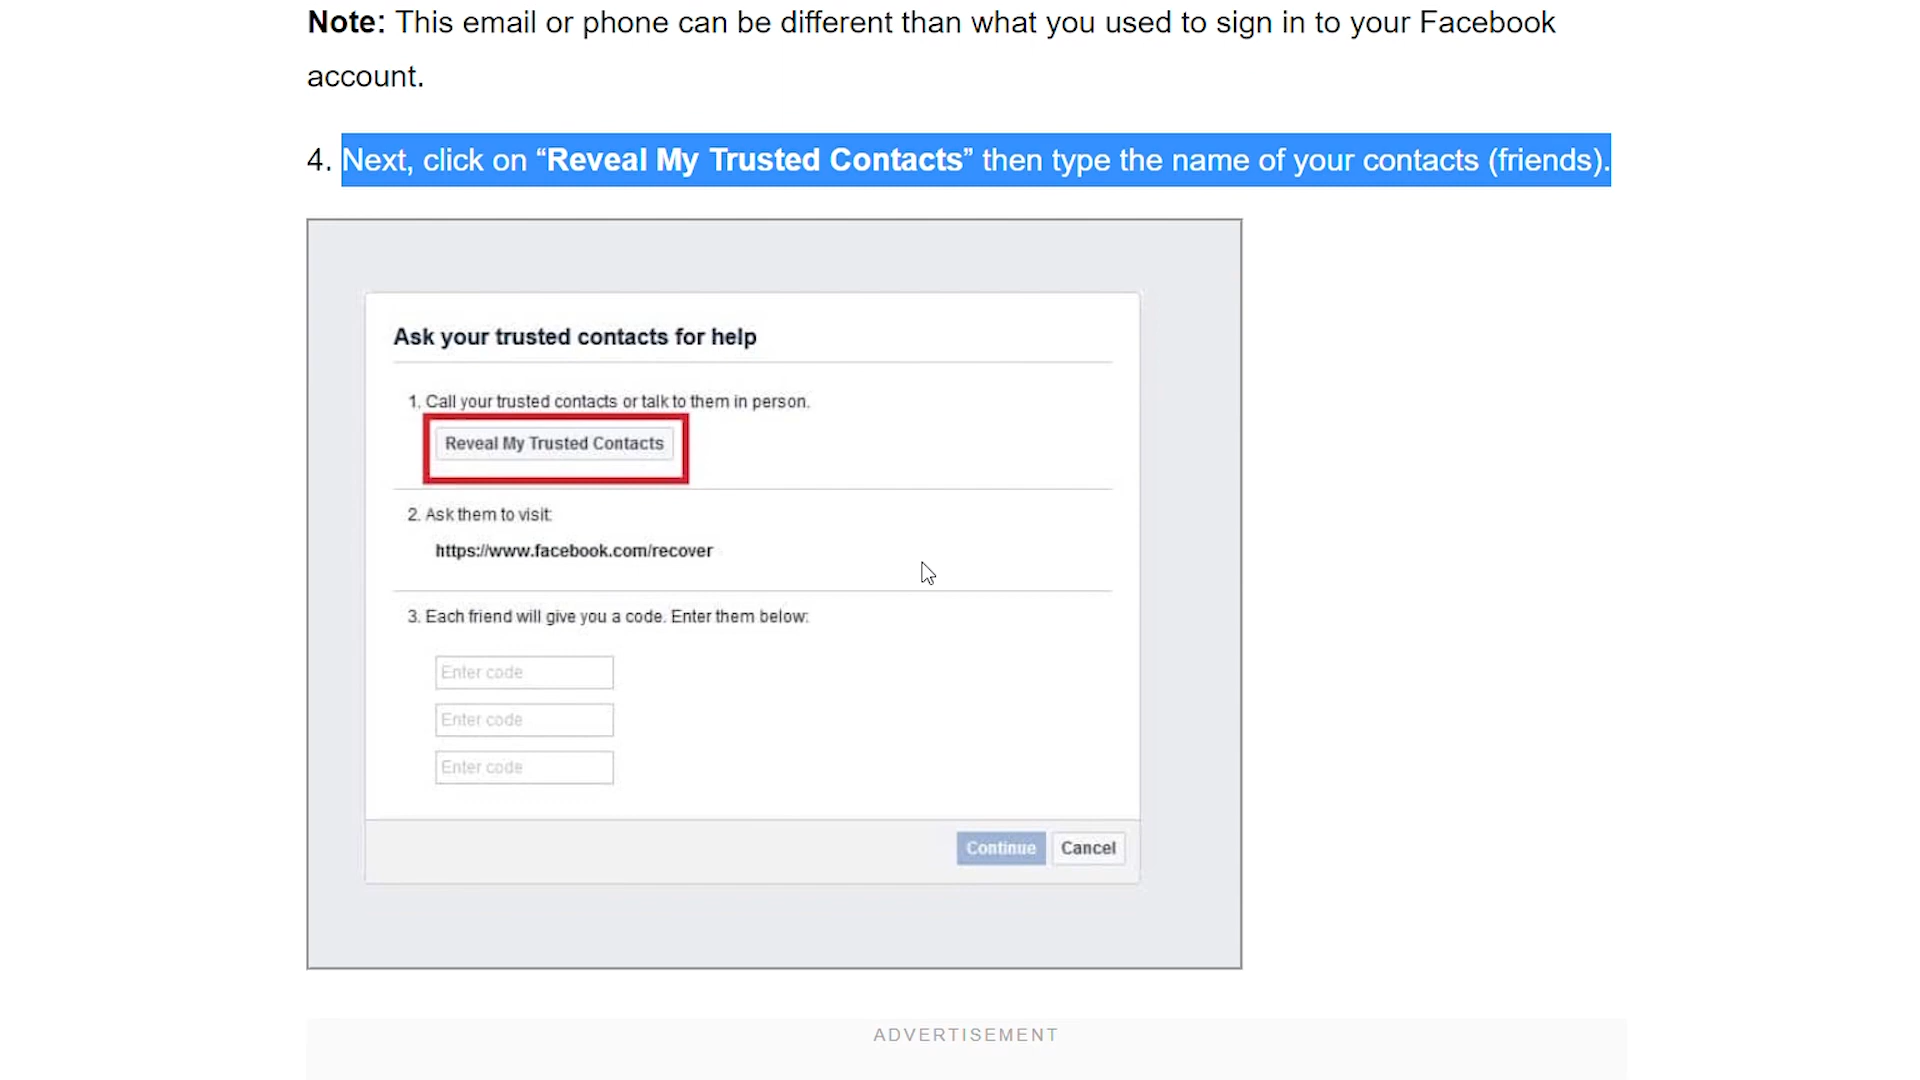 Note: This email or phone can be different than what you used to sign in to your Facebook
account.
4. Next, click on “Reveal My Trusted Contacts” then type the name of your contacts (friends).
Ask your trusted contacts for help
1. Call your trusted contacts or talk to them in person.
Reveal My Trusted Contacts
2. Ask them to visit:
https://www.facebook.com/recover
3. Each friend will give you a code. Enter them below:
Enter code
Enter code
Enter code
Continue Cancel
ADVERTISEMENT